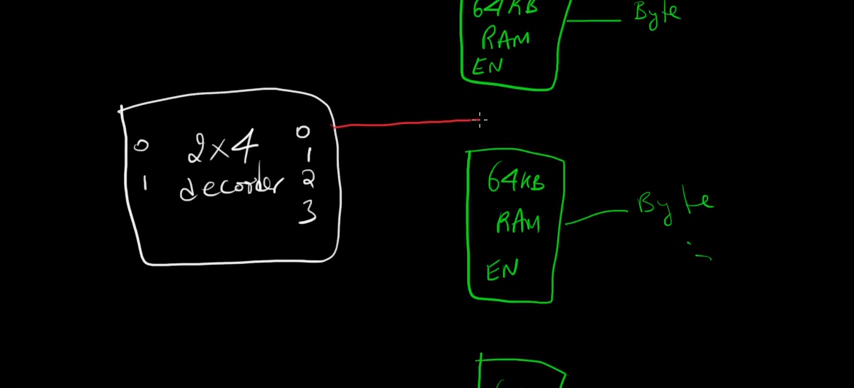 64KB
Byte
RAM
EN
0 2×4 0
1
1 decoder 2
3
64KB
RAM
Byte
EN